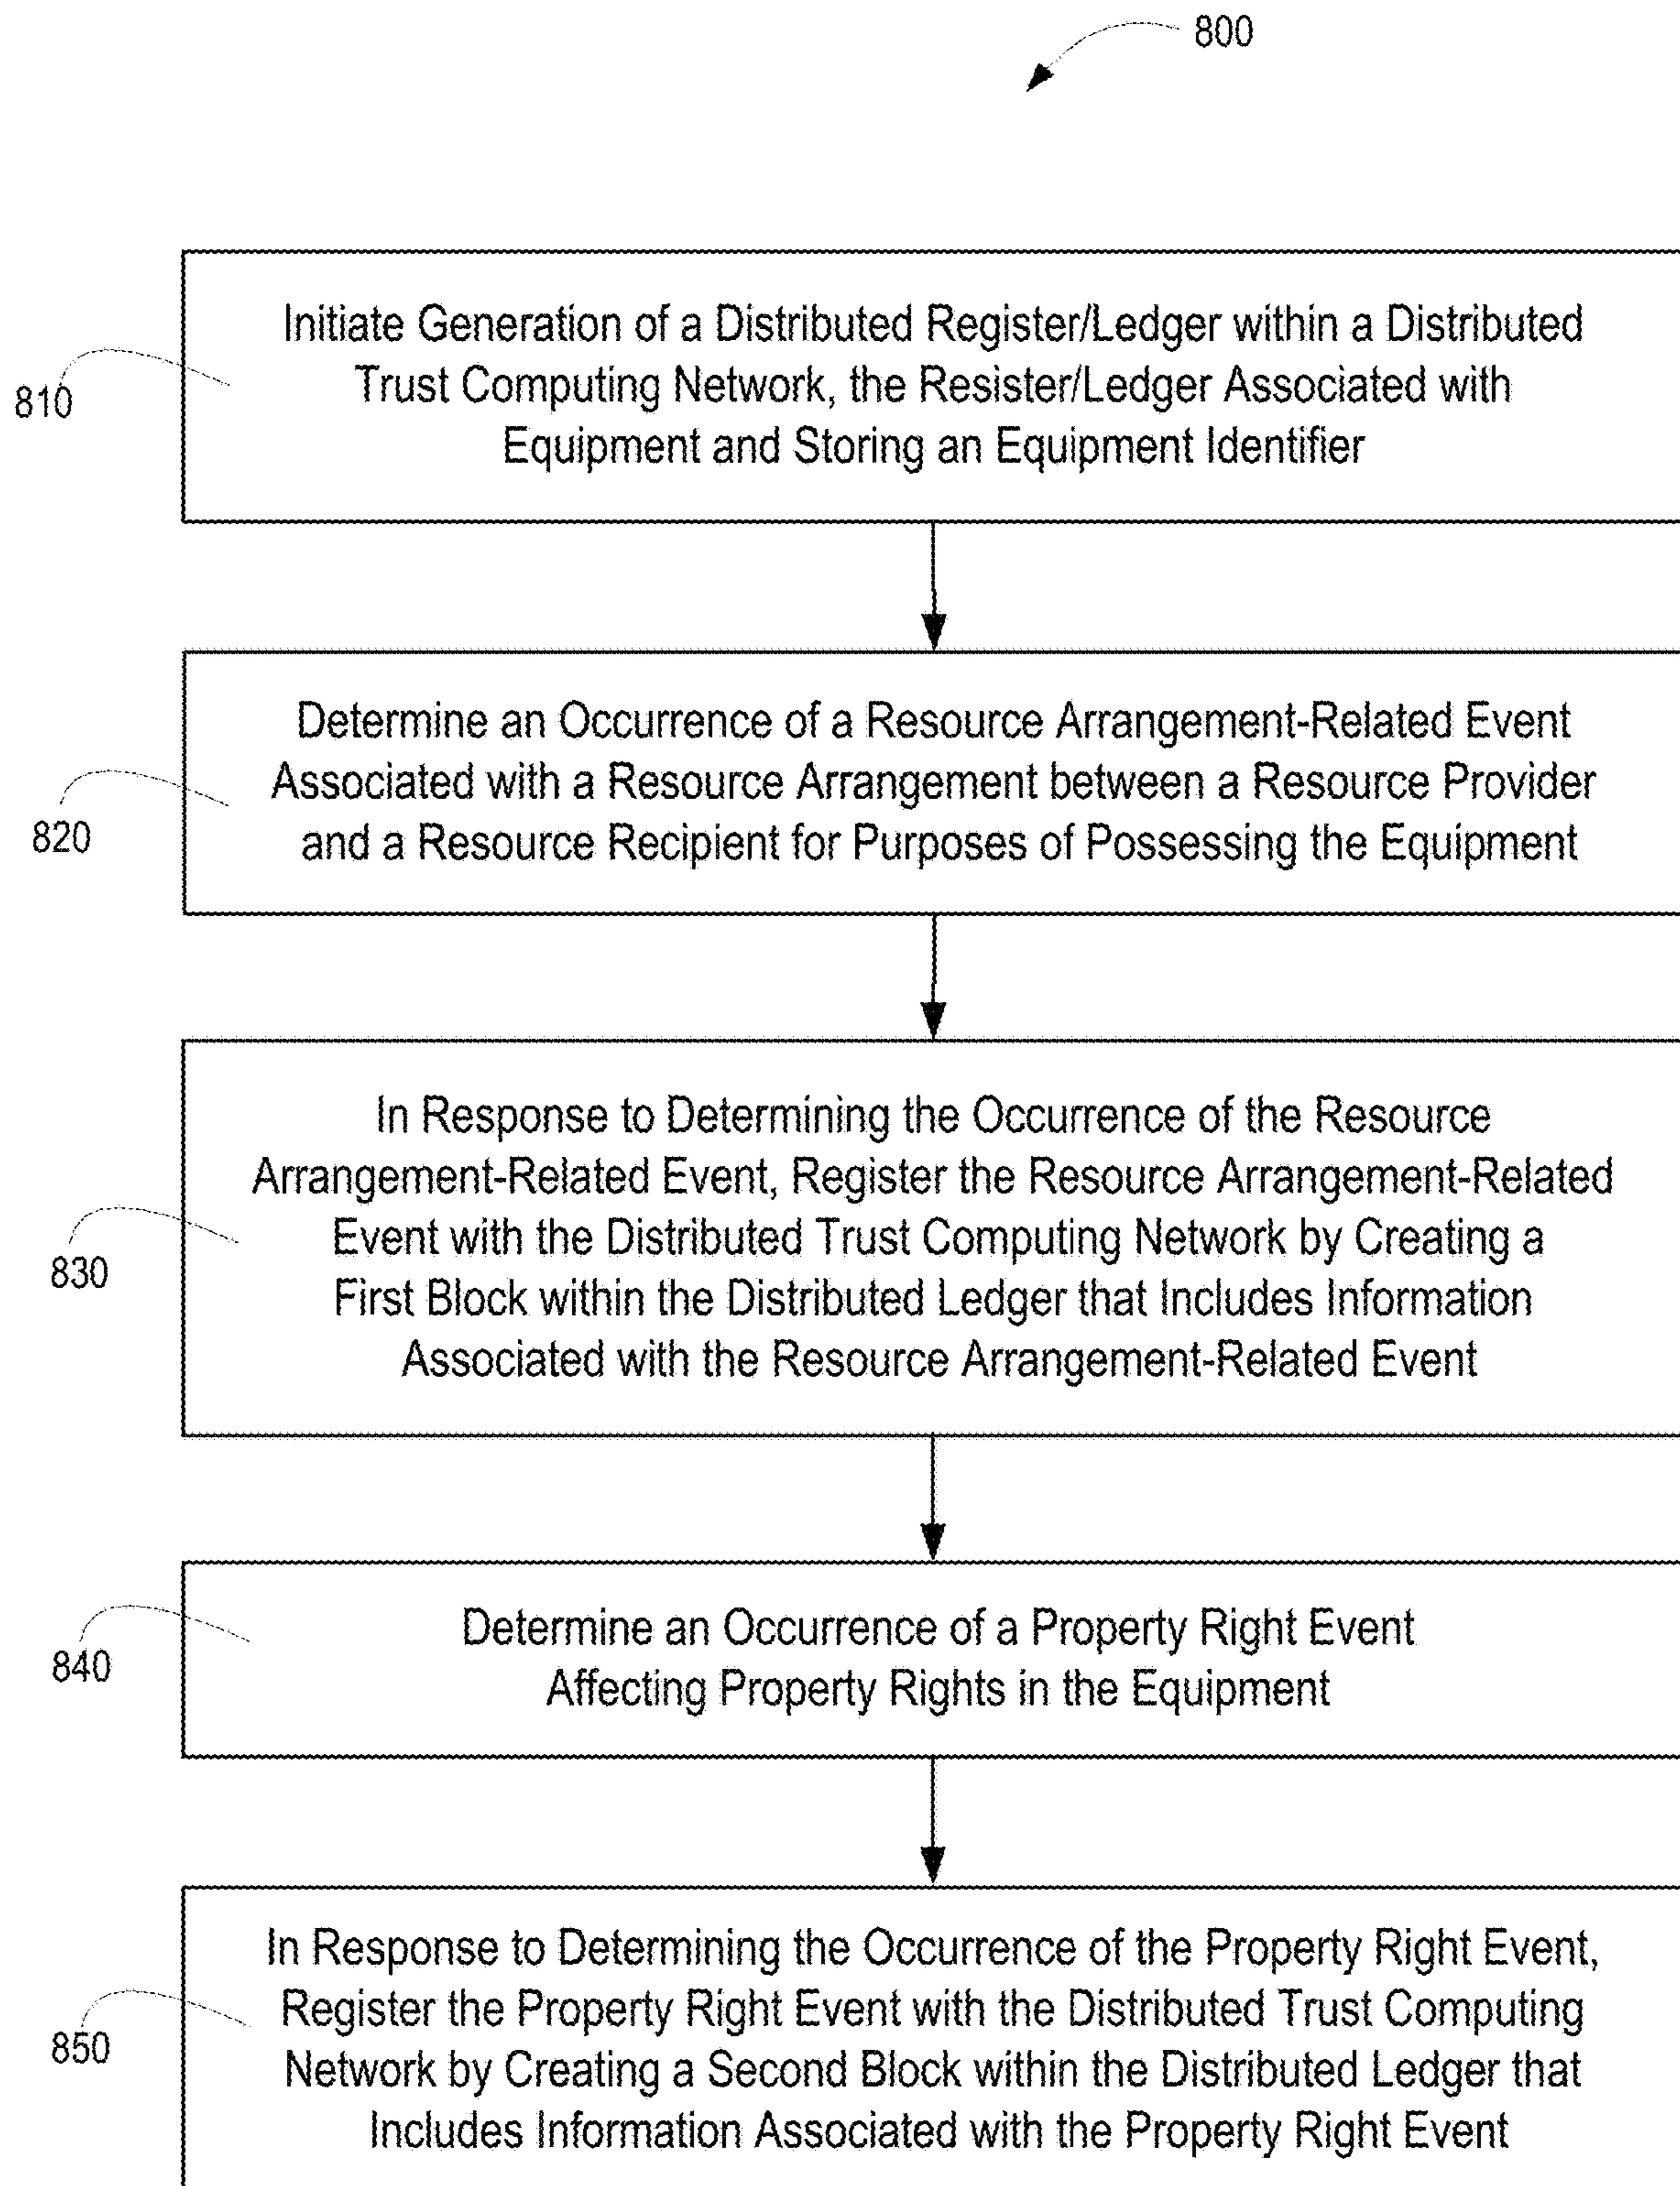 800
Initiate Generation of a Distributed Register/Ledger within a Distributed
Trust Computing Network, the Resister/Ledger Associated with
Equipment and Storing an Equipment Identifier
810
Determine an Occurrence of a Resource Arrangement-Related Event
Associated with a Resource Arrangement between a Resource Provider
and a Resource Recipient for Purposes of Possessing the Equipment
820
In Response to Determining the Occurrence of the Resource
Arrangement-Related Event, Register the Resource Arrangement-Related
Event with the Distributed Trust Computing Network by Creating a
First Block within the Distributed Ledger that Includes Information
Associated with the Resource Arrangement-Related Event
830
Determine an Occurrence of a Property Right Event
Affecting Property Rights in the Equipment
840
In Response to Determining the Occurrence of the Property Right Event,
Register the Property Right Event with the Distributed Trust Computing
Network by Creating a Second Block within the Distributed Ledger that
Includes Information Associated with the Property Right Event
850